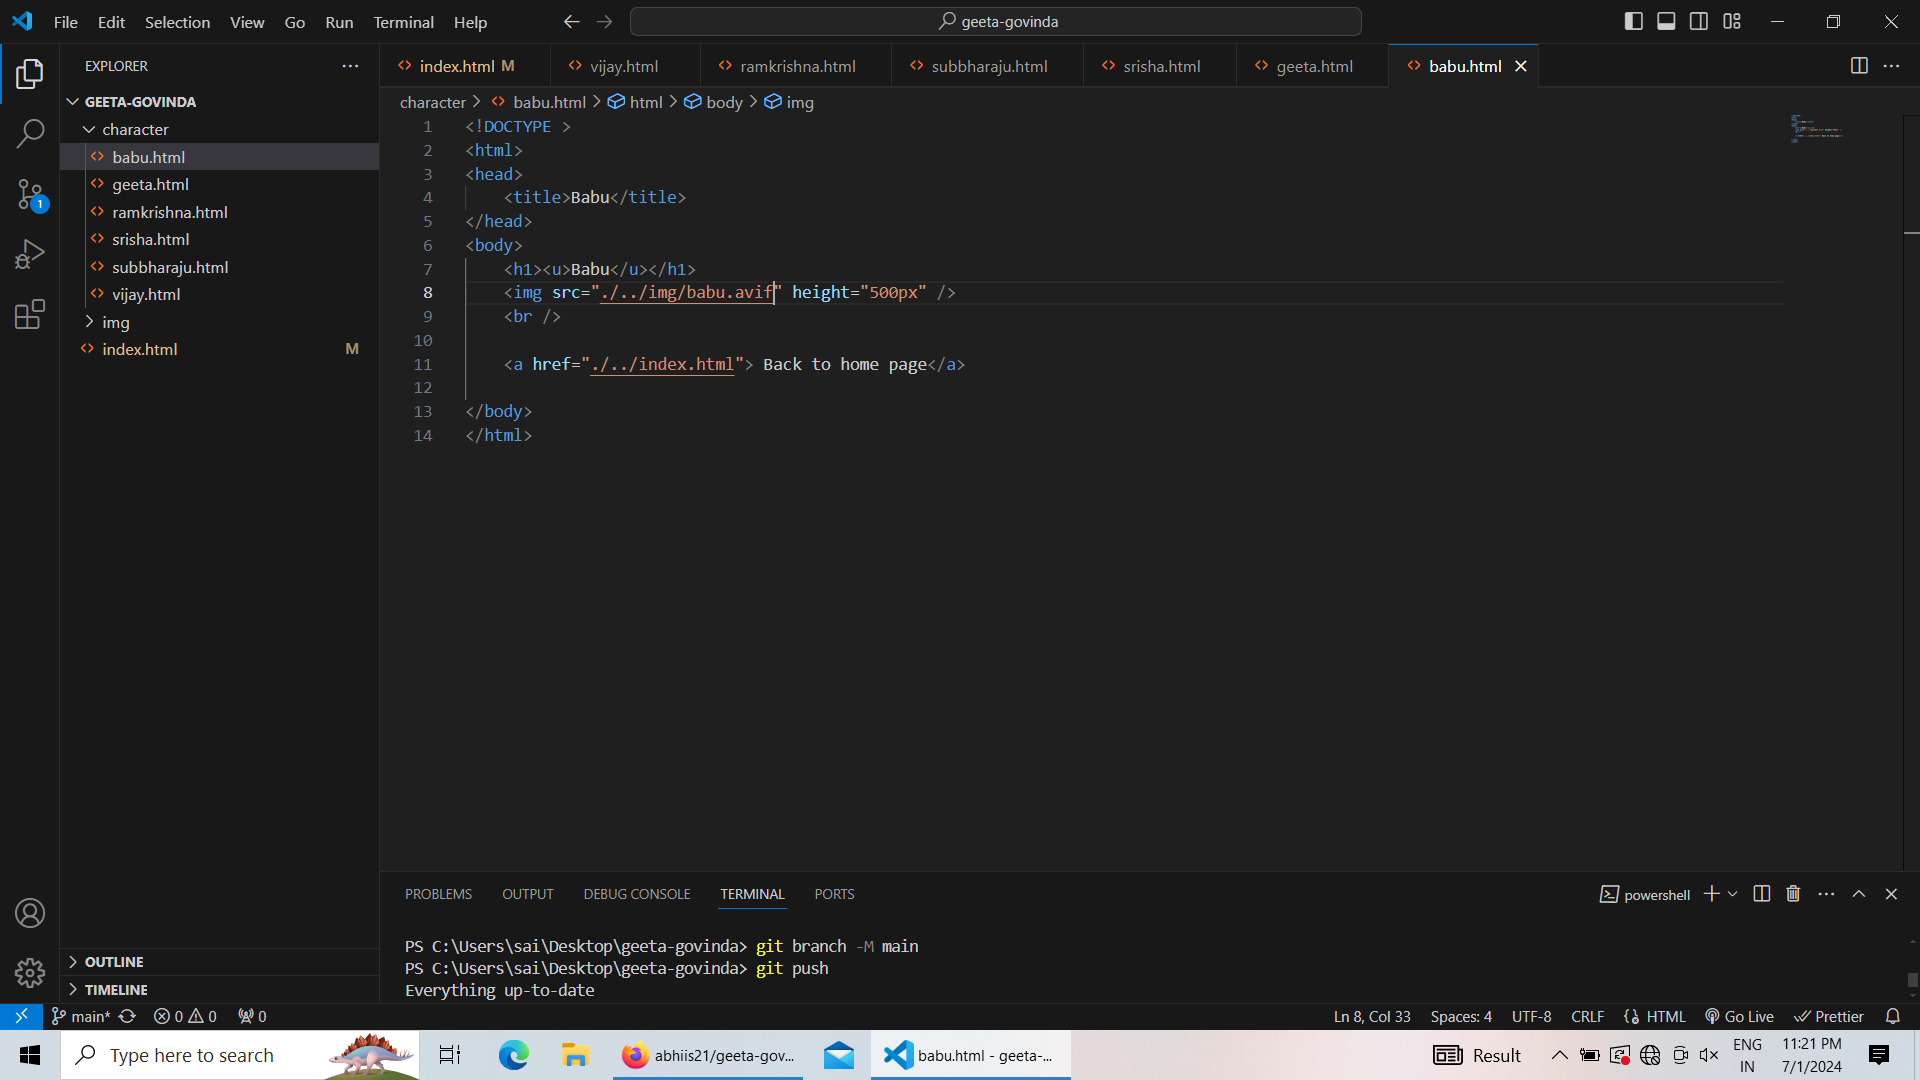 File Edit Selection View Go Run Terminal Help
geeta-govinda
EXPLORER
GEETA-GOVINDA
character
babu.html
geeta.html
ramkrishna.html
srisha.html
subbharaju.html
vijay.html
img
index.html M
1
OUTLINE
TIMELINE
index.html M vijay.html ramkrishna.html subbharaju.html srisha.html geeta.html babu.html
character > babu.html > html > body > img
1 <!DOCTYPE >
2 <html>
3 <head>
4 <title>Babu</title>
5 </head>
6 <body>
7 <h1><u>Babu</u></h1>
8 <img src="./../img/babu.avif" height="500px" />
9 <br />
10
11 <a href="./../index.html"> Back to home page</a>
12
13 </body>
14 </html>
PROBLEMS OUTPUT DEBUG CONSOLE TERMINAL PORTS
powershell
PS C:\Users\sai\Desktop\geeta-govinda> git branch -M main
PS C:\Users\sai\Desktop\geeta-govinda> git push
Everything up-to-date
main* 0 0 0 Ln 8, Col 33 Spaces: 4 UTF-8 CRLF HTML Go Live Prettier
Type here to search
abhiis21/geeta-gov...
babu.html - geeta-...
Result
ENG
IN
11:21 PM
7/1/2024